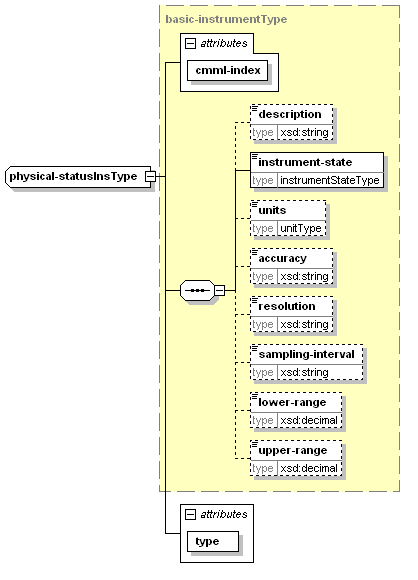 basic-instrumentType
attributes
cmml-index
description
type xsd:string
physical-statusInsType
instrument-state
type instrumentStateType
units
type unitType
accuracy
type xsd:string
resolution
type xsd:string
sampling-interval
type xsd:string
lower-range
type xsd:decimal
upper-range
type xsd:decimal
attributes
type